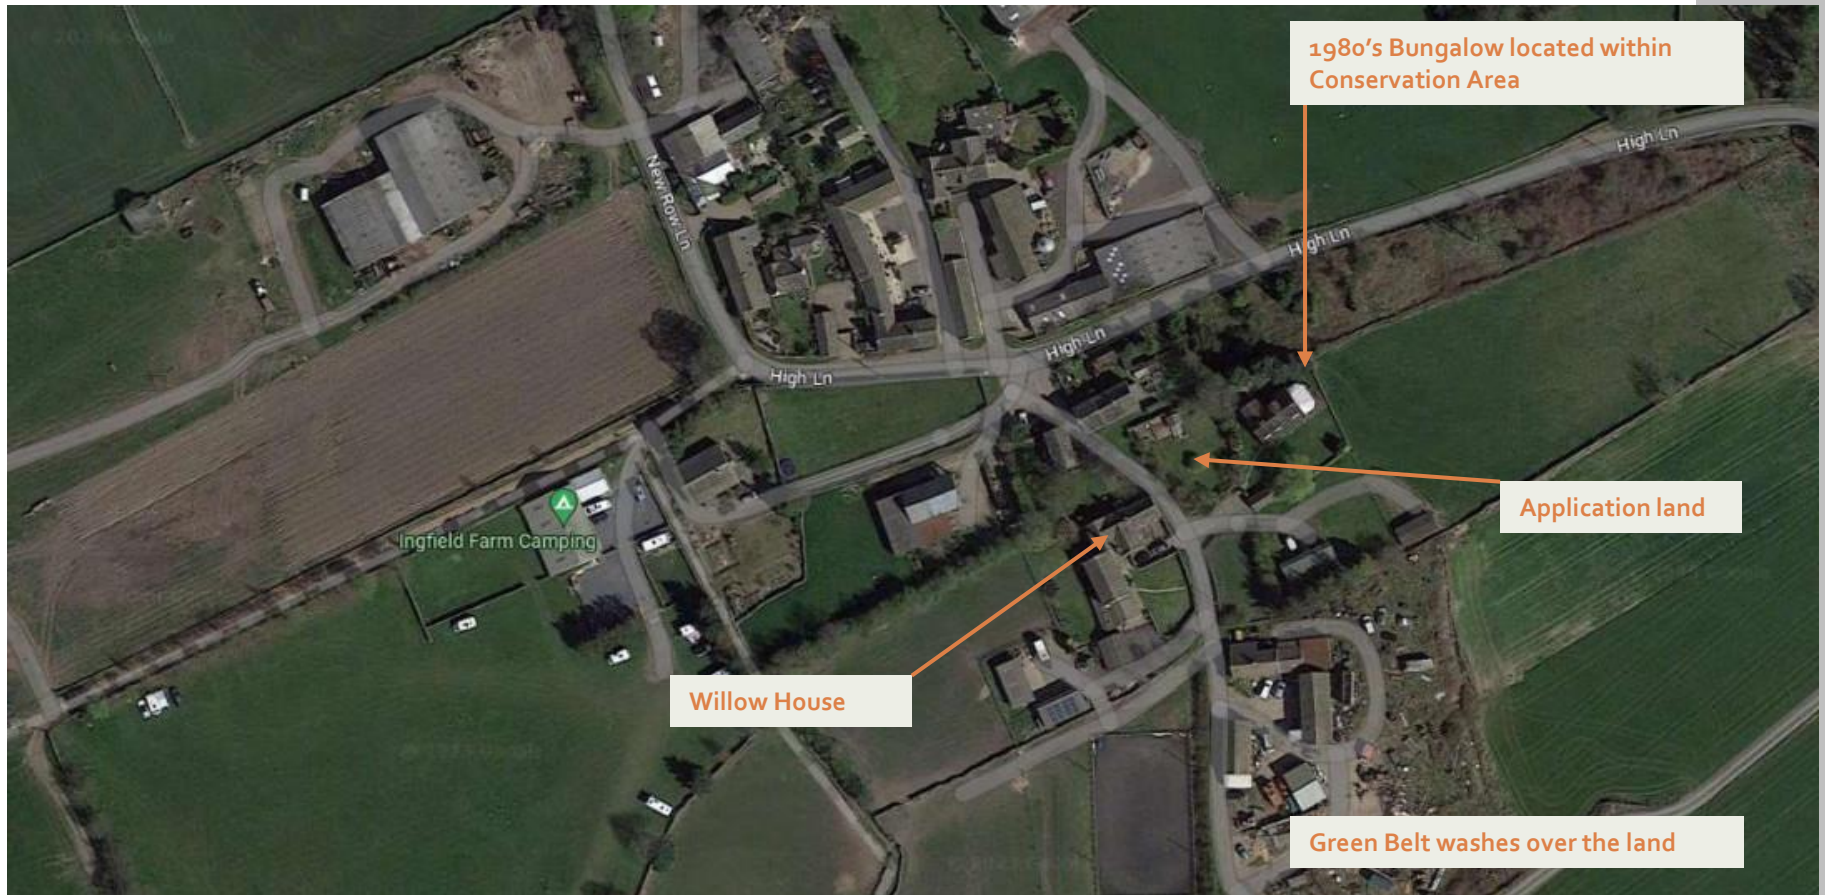 1980's Bungalow located within
Conservation Area
High Ln
New Row Ln
High Ln
High Ln
High Ln
Application land
Ingfield Farm Camping
Willow House
Green Belt washes over the land